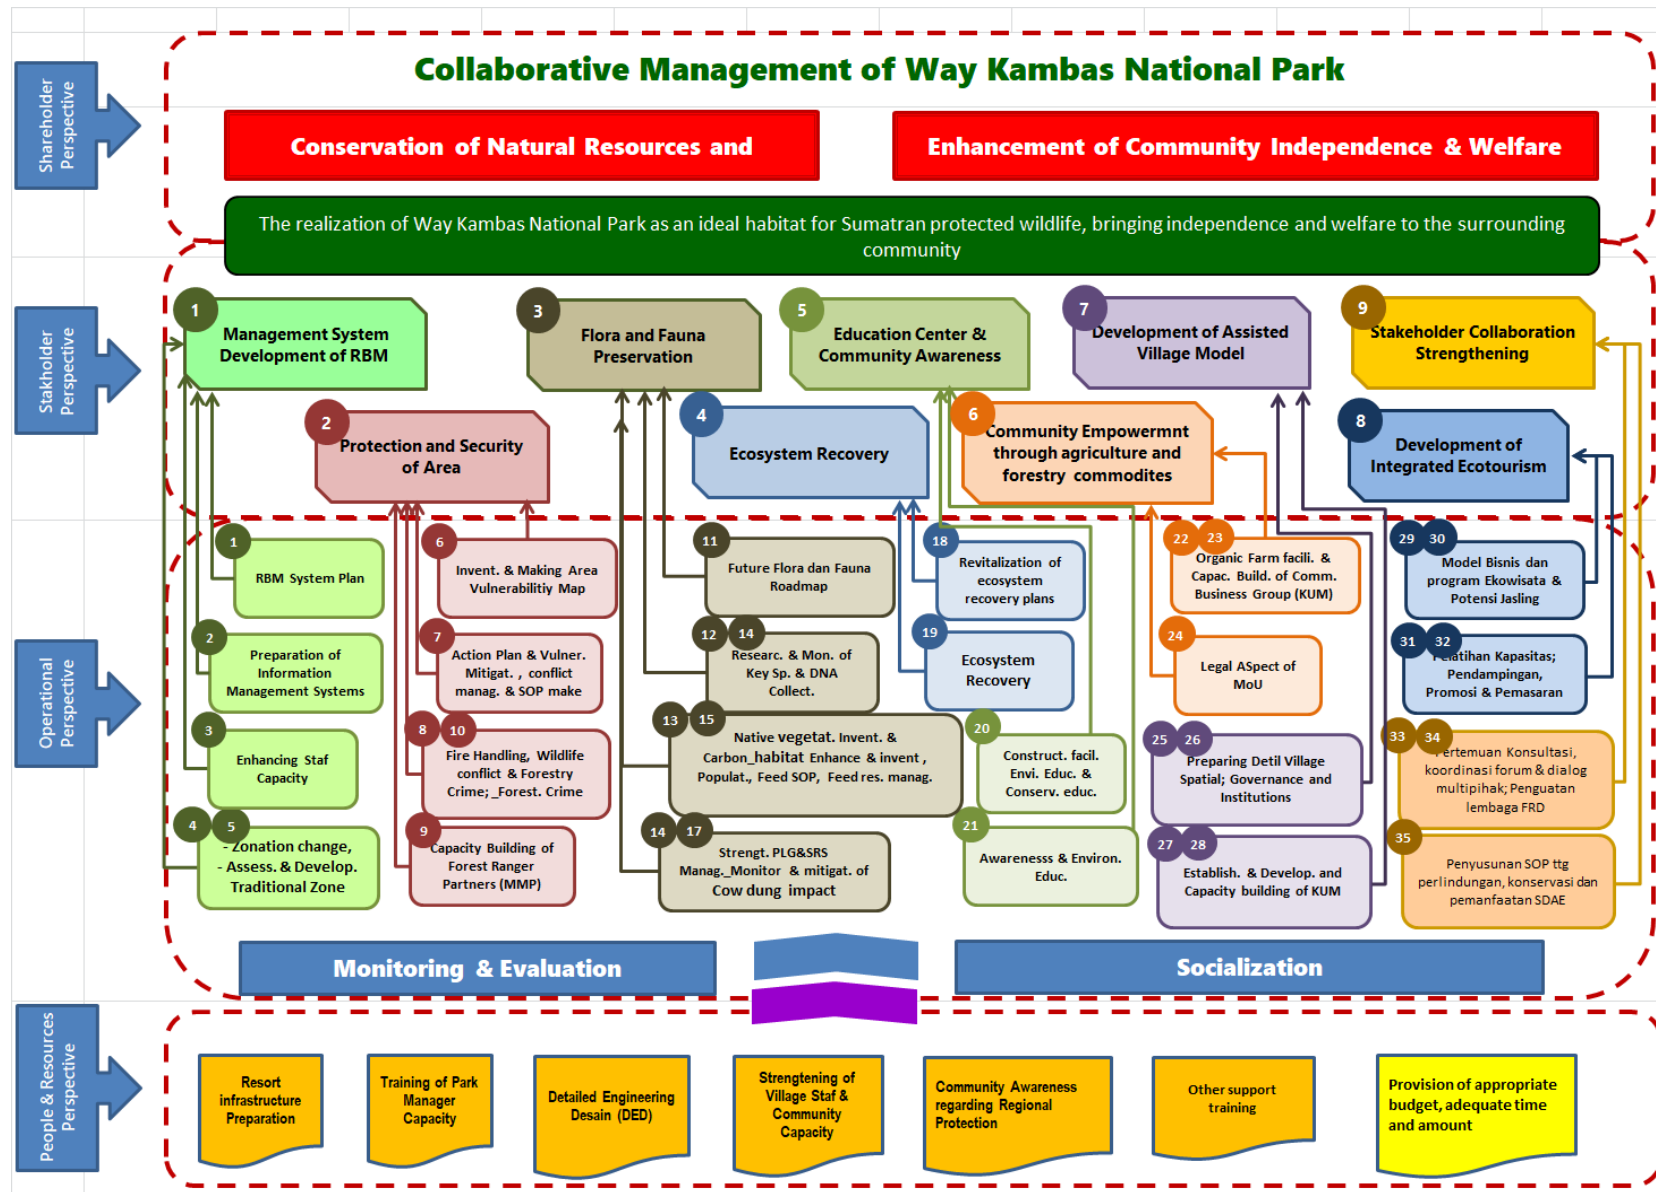 Shareholder
Perspective
Collaborative Management of Way Kambas National Park
Conservation of Natural Resources and
Enhancement of Community Independence & Welfare
The realization of Way Kambas National Park as an ideal habitat for Sumatran protected wildlife, bringing independence and welfare to the surrounding
community
Stakholder
Perspective
1
Management System
Development of RBM
3
Flora and Fauna
Preservation
5
Education Center &
Community Awareness
7
Development of Assisted
Village Model
9
Stakeholder Collaboration
Strengthening
2
Protection and Security
of Area
4
Ecosystem Recovery
6
Community Empowermnt
through agriculture and
forestry commodites
8
Development of
Integrated Ecotourism
Operational
Perspective
1
RBM System Plan
2
Preparation of
Information
Management Systems
3
Enhancing Staf
Capacity
4 5
- Zonation change,
- Assess. & Develop.
Traditional Zone
6
Invent. & Making Area
Vulnerabilitiy Map
7
Action Plan & Vulner.
Mitigat. , conflict
manag. & SOP make
8 10
Fire Handling, Wildlife
conflict & Forestry
Crime; _Forest. Crime
9
Capacity Building of
Forest Ranger
Partners (MMP)
11
Future Flora dan Fauna
Roadmap
12 14
Researc. & Mon. of
Key Sp. & DNA
Collect.
13 15
Native vegetat. Invent. &
Carbon_habitat Enhance & invent ,
Populat., Feed SOP, Feed res. manag.
14 17
Strengt. PLG&SRS
Manag._Monitor & mitigat. of
Cow dung impact
18
Revitalization of
ecosystem
recovery plans
19
Ecosystem
Recovery
20
Construct. facil.
Envi. Educ. &
Conserv. educ.
21
Awarenesss & Environ.
Educ.
22 23
Organic Farm facili. &
Capac. Build. of Comm.
Business Group (KUM)
24
Legal ASpect of
MoU
25 26
Preparing Detil Village
Spatial; Governance and
Institutions
27 28
Establish. & Develop. and
Capacity building of KUM
29 30
Model Bisnis dan
program Ekowisata &
Potensi Jasling
31 32
Pelatihan Kapasitas;
Pendampingan,
Promosi & Pemasaran
33 34
Pertemuan Konsultasi,
koordinasi forum & dialog
multipihak; Penguatan
lembaga FRD
35
Penyusunan SOP ttg
perlindungan, konservasi dan
pemanfaatan SDAE
Monitoring & Evaluation
Socialization
People & Resources
Perspective
Resort
infrastructure
Preparation
Training of Park
Manager
Capacity
Detailed Engineering
Desain (DED)
Strengtening of
Village Staf &
Community
Capacity
Community Awareness
regarding Regional
Protection
Other support
training
Provision of appropriate
budget, adequate time
and amount